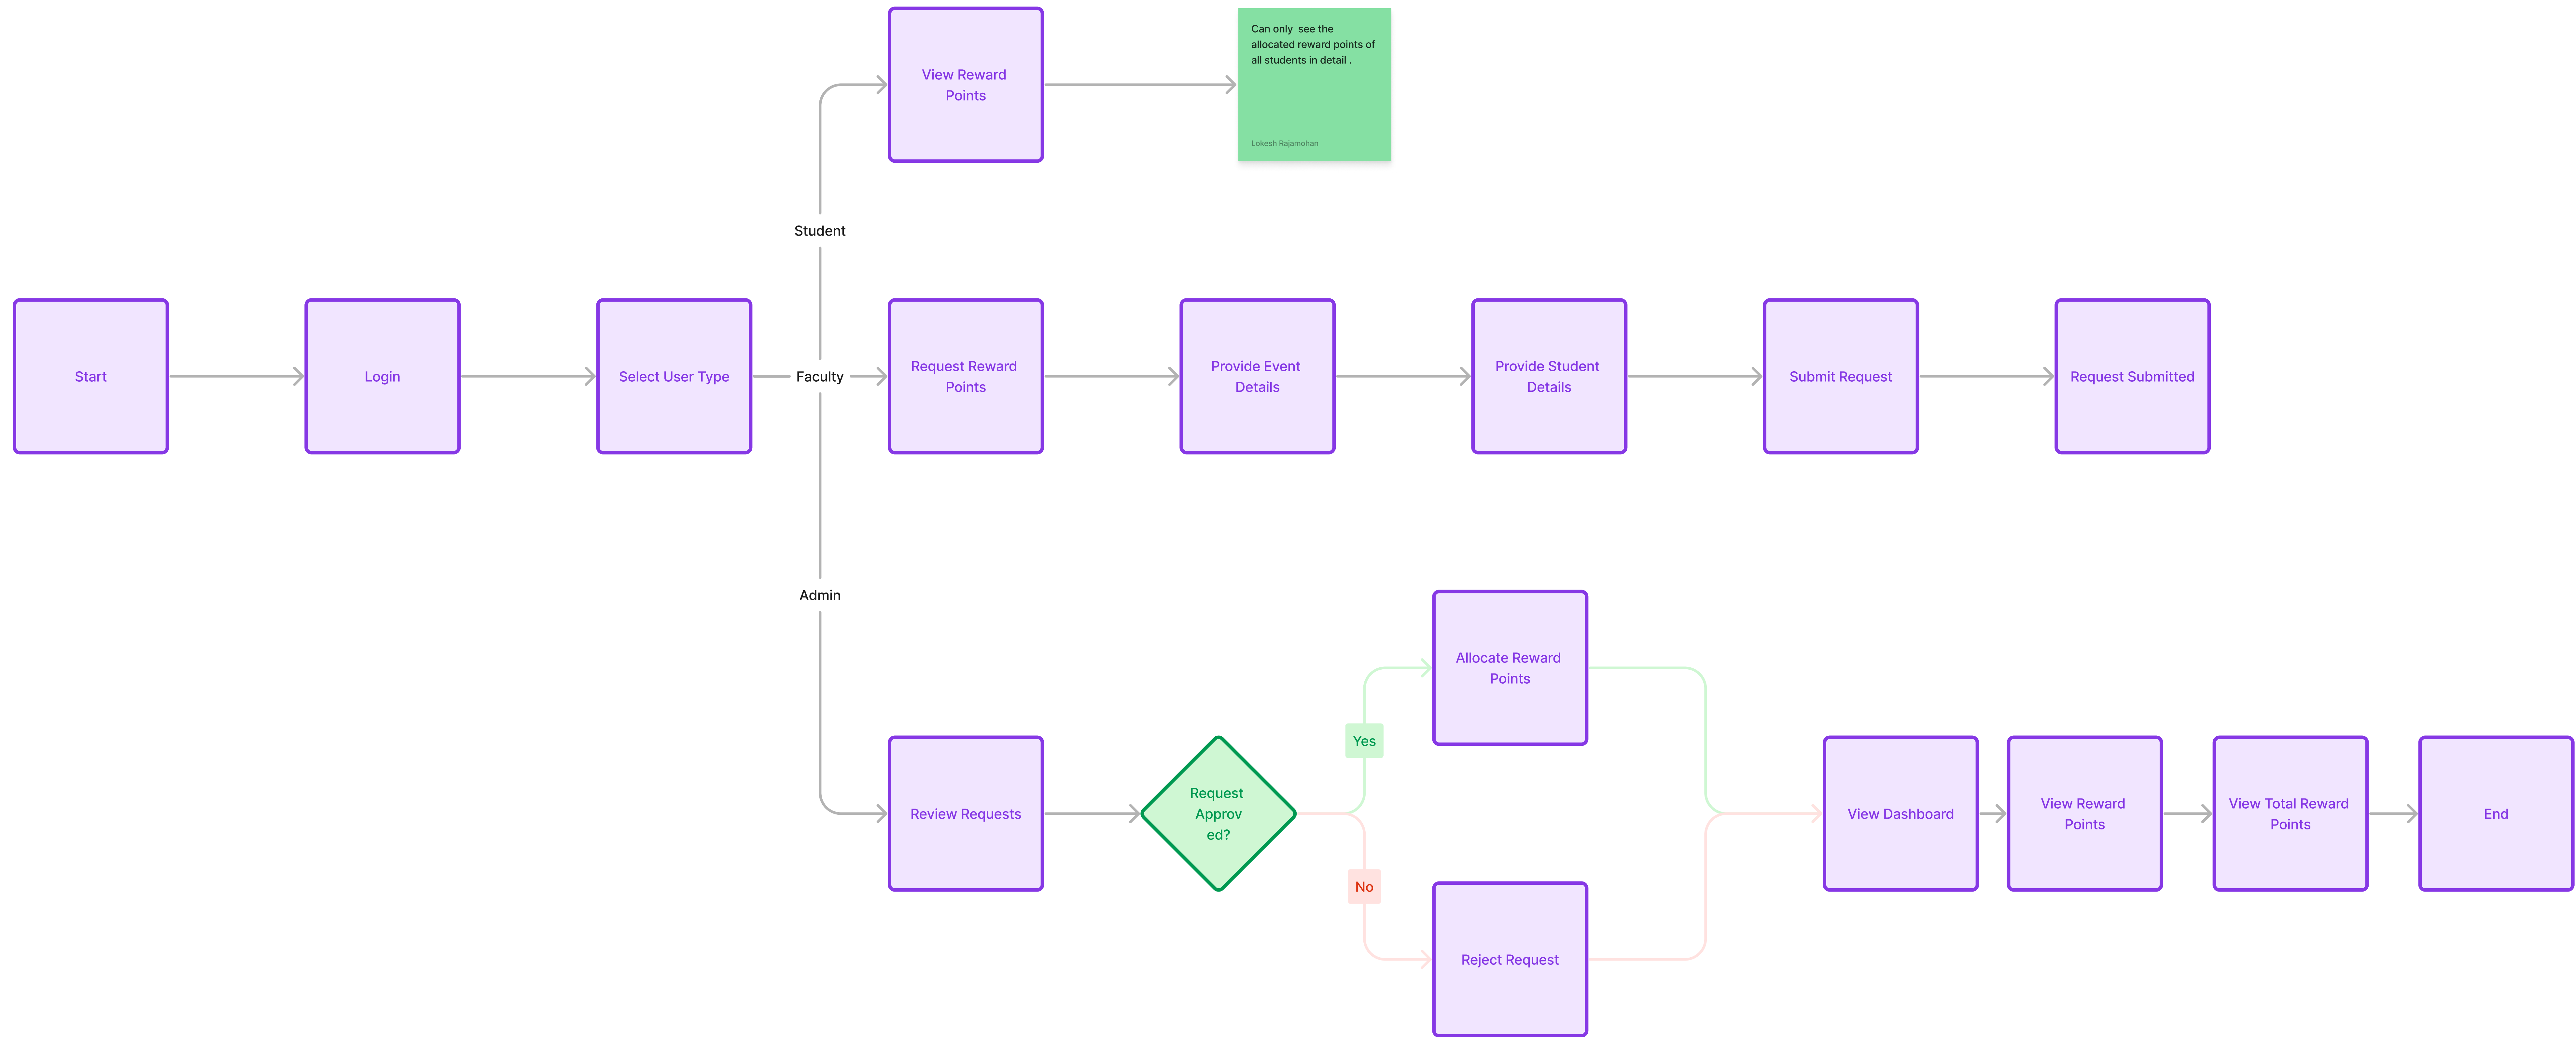 View Reward
Points
Can only  see the
allocated reward points of
all students in detail .
Lokesh Rajamohan
Student
Start
Login
Select User Type
Faculty
Request Reward
Points
Provide Event
Details
Provide Student
Details
Submit Request
Request Submitted
Admin
Review Requests
Request
Approv
ed?
Yes
Allocate Reward
Points
No
Reject Request
View Dashboard
View Reward
Points
View Total Reward
Points
End